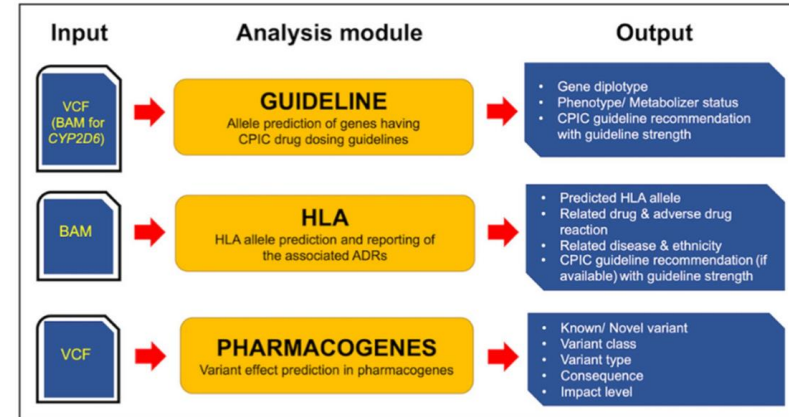 Input
Analysis module
Output
VCF
(BAM for
CYP2D6)
GUIDELINE
Allele prediction of genes having
CPIC drug dosing guidelines
• Gene diplotype
• Phenotype/ Metabolizer status
• CPIC guideline recommendation
with guideline strength
BAM
HLA
HLA allele prediction and reporting of
the associated ADRs
• Predicted HLA allele
• Related drug & adverse drug
reaction
• Related disease & ethnicity
• CPIC guideline recommendation (if
available) with guideline strength
VCF
PHARMACOGENES
Variant effect prediction in pharmacogenes
• Known/ Novel variant
• Variant class
• Variant type
• Consequence
• Impact level